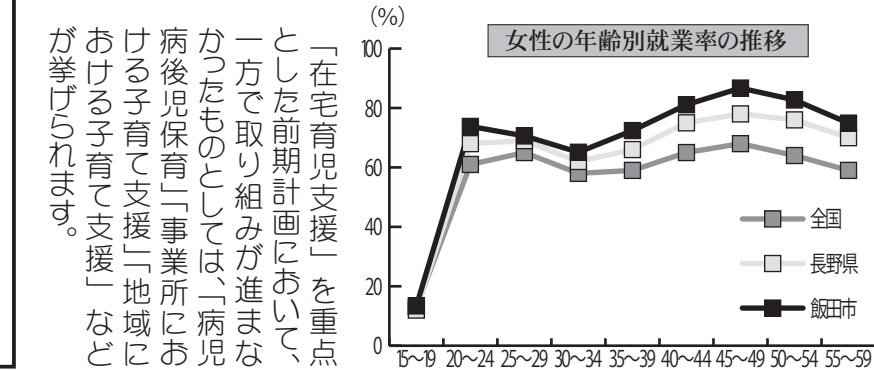 「在宅育児支援」を重点
とした前期計画において、
一方で取り組みが進まな
かったものとしては、「病児
病後児保育」「事業所にお
ける子育て支援」「地域に
おける子育て支援」など
が挙げられます。
女性の年齢別就業率の推移
(%)
100
80
60
40
20
0
全国
長野県
飯田市
15〜19 20〜24 25〜29 30〜34 35〜39 40〜44 45〜49 50〜54 55〜59